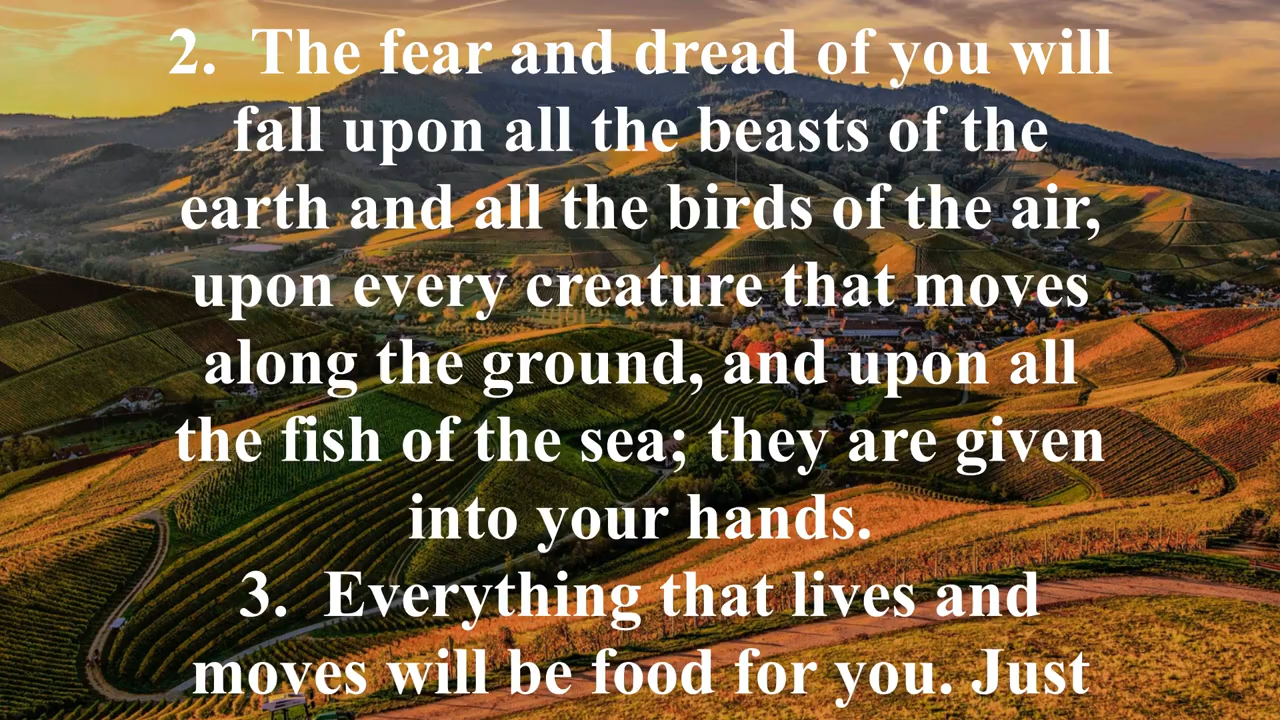 2. The fear and dread of you will
fall upon all the beasts of the
earth and all the birds of the air,
upon every creature that moves
along the ground, and upon all
the fish of the sea; they are given
into your hands.
3. Everything that lives and
moves will be food for you. Just